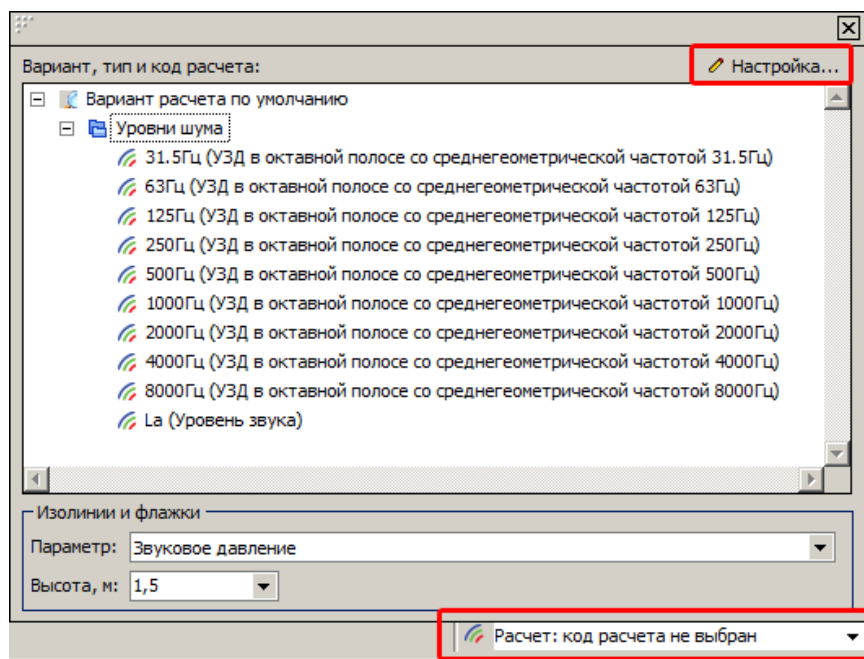 Вариант, тип и код расчета:
Настройка...
Вариант расчета по умолчанию
Уровни шума
31.5Гц (УЗД в октавной полосе со среднегеометрической частотой 31.5Гц)
63Гц (УЗД в октавной полосе со среднегеометрической частотой 63Гц)
125Гц (УЗД в октавной полосе со среднегеометрической частотой 125Гц)
250Гц (УЗД в октавной полосе со среднегеометрической частотой 250Гц)
500Гц (УЗД в октавной полосе со среднегеометрической частотой 500Гц)
1000Гц (УЗД в октавной полосе со среднегеометрической частотой 1000Гц)
2000Гц (УЗД в октавной полосе со среднегеометрической частотой 2000Гц)
4000Гц (УЗД в октавной полосе со среднегеометрической частотой 4000Гц)
8000Гц (УЗД в октавной полосе со среднегеометрической частотой 8000Гц)
La (Уровень звука)
Изолинии и флажки
Параметр: Звуковое давление
Высота, м: 1,5
Расчет: код расчета не выбран